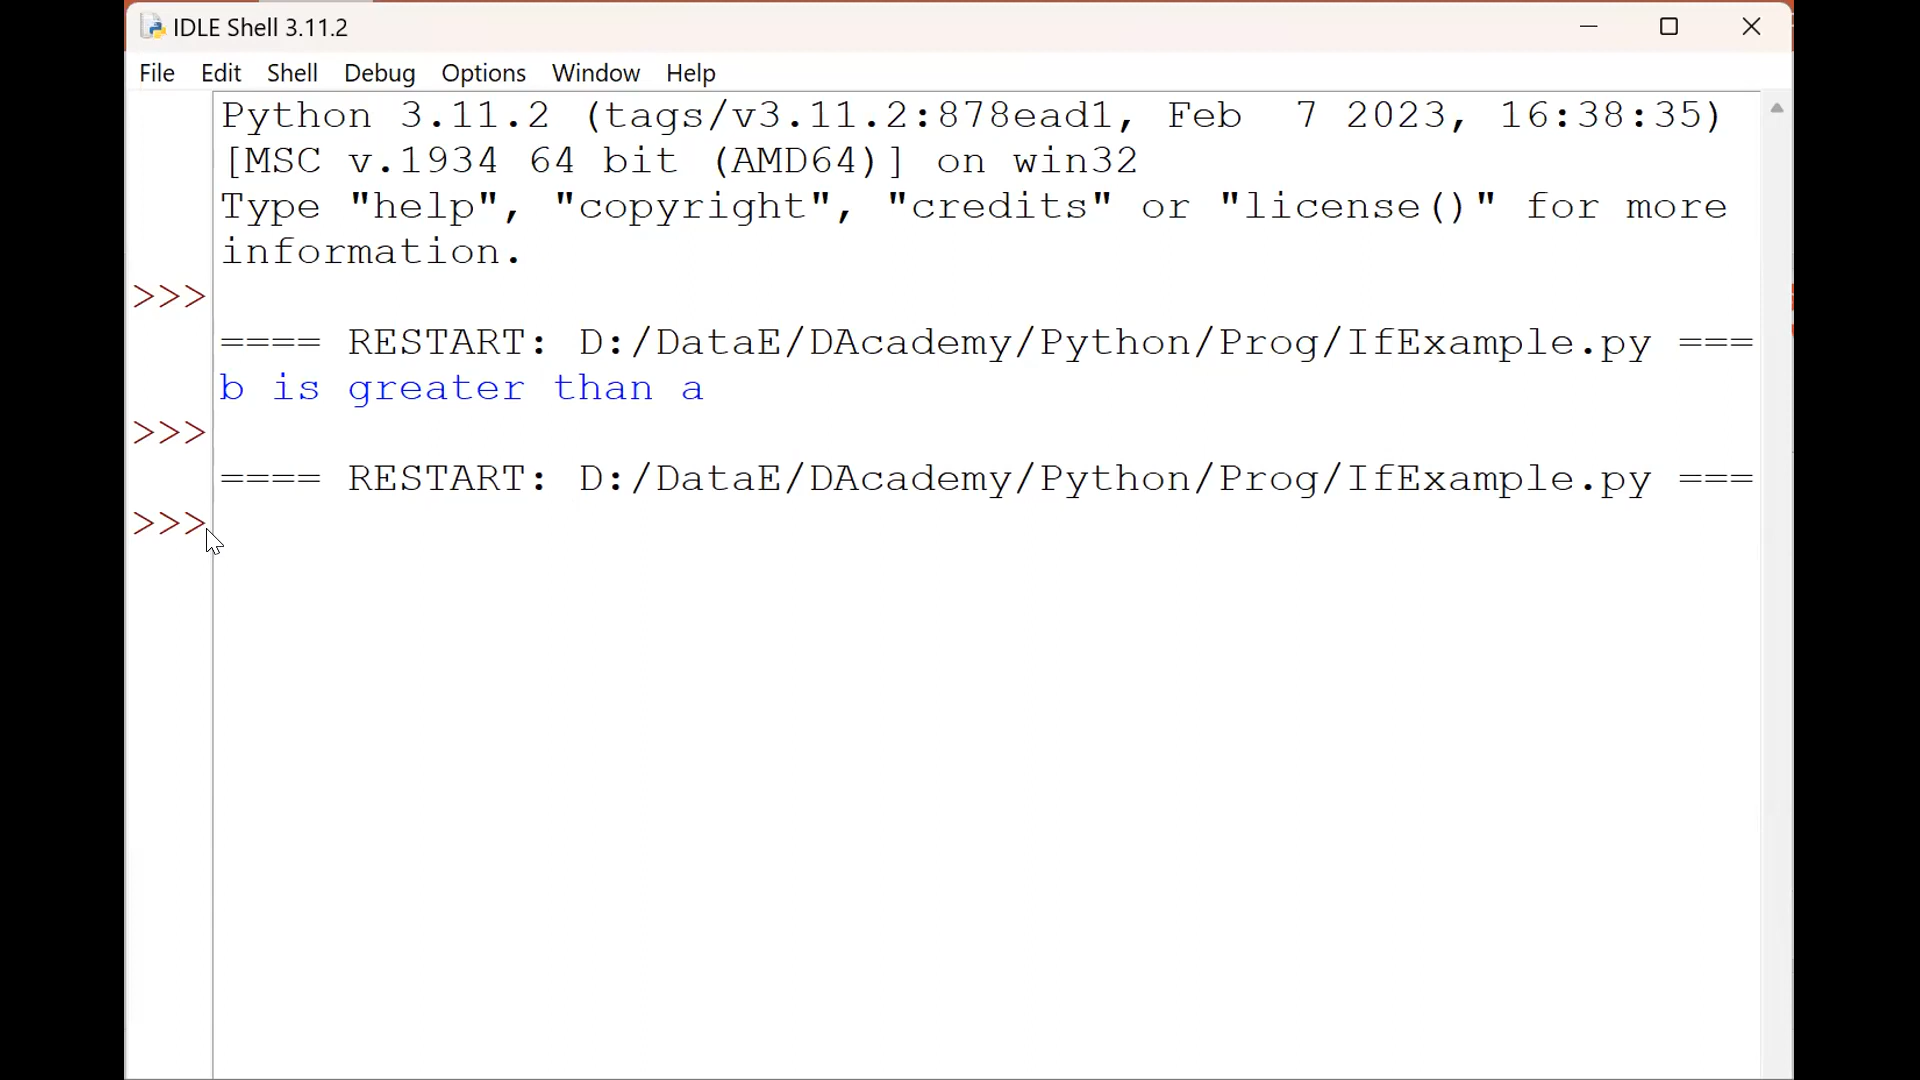 IDLE Shell 3.11.2
File Edit Shell Debug Options Window Help
Python 3.11.2 (tags/v3.11.2:878ead1, Feb  7 2023, 16:38:35)
[MSC v.1934 64 bit (AMD64)] on win32
Type "help", "copyright", "credits" or "license()" for more
information.
>>>
==== RESTART: D:/DataE/DAcademy/Python/Prog/IfExample.py ===
b is greater than a
>>>
==== RESTART: D:/DataE/DAcademy/Python/Prog/IfExample.py ===
>>>